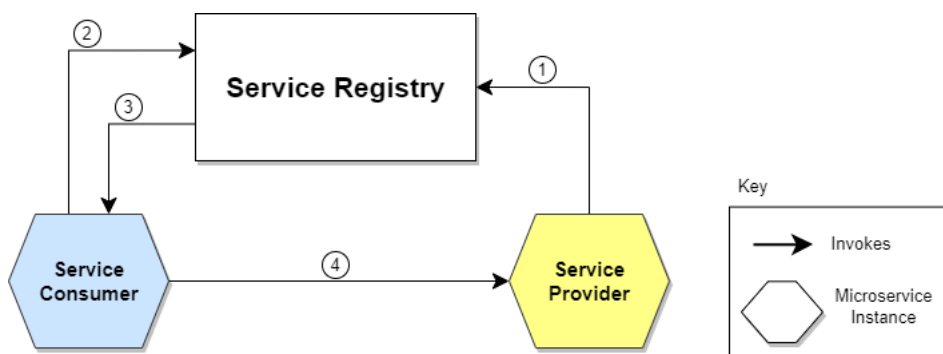 2
Service Registry
1
3
Key
Service
Consumer
4
Service
Provider
Invokes
Microservice
Instance